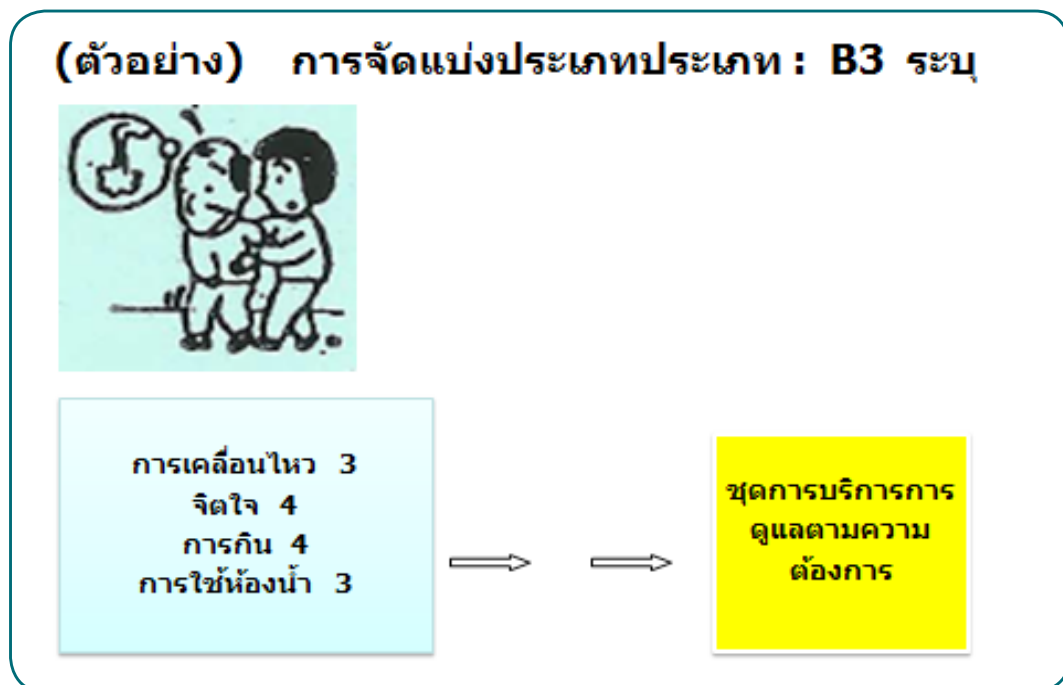 (ตัวอย่าง) การจัดแบ่งประเภทประเภท : B3 ระบุ
การเคลื่อนไหว 3
จิตใจ 4
การกิน 4
การใช้ห้องน้ำ 3
ชุดการบริการการ
ดูแลตามความ
ต้องการ